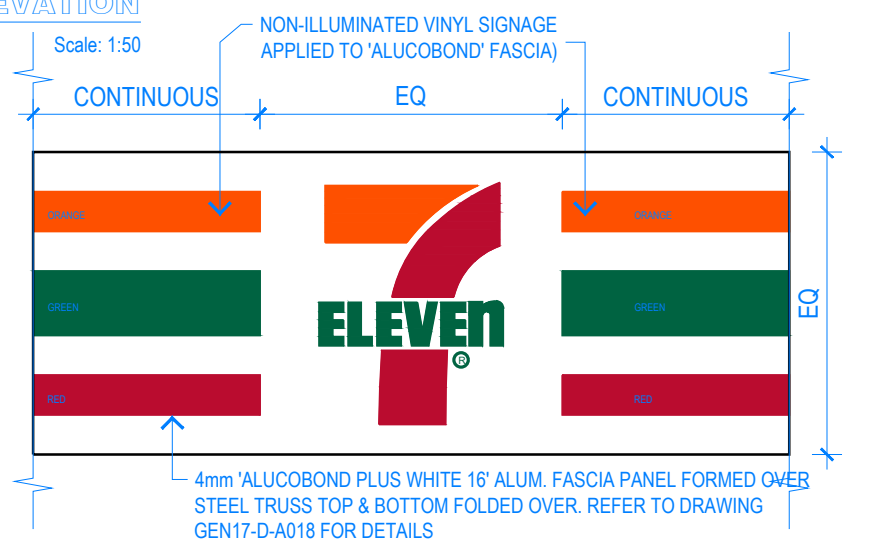 EVATION
Scale: 1:50
NON-ILLUMINATED VINYL SIGNAGE
APPLIED TO 'ALUCOBOND' FASCIA)
CONTINUOUS
EQ
CONTINUOUS
ORANGE
ORANGE
GREEN
GREEN
ELEVEn
®
EQ
RED
RED
4mm 'ALUCOBOND PLUS WHITE 16' ALUM. FASCIA PANEL FORMED OVER
STEEL TRUSS TOP & BOTTOM FOLDED OVER. REFER TO DRAWING
GEN17-D-A018 FOR DETAILS